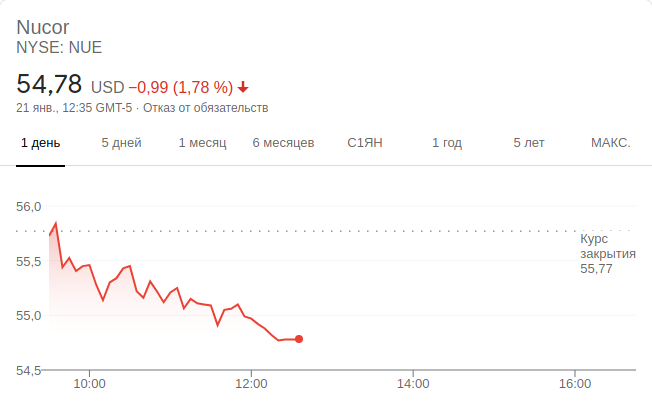 Nucor
NYSE: NUE
54,78 USD −0,99 (1,78 %)
21 янв., 12:35 GMT-5 · Отказ от обязательств
1 день 5 дней 1 месяц 6 месяцев С1ЯН 1 год 5 лет МАКС.
56,0
Курс
закрытия
55,77
55,5
55,0
54,5
10:00 12:00 14:00 16:00